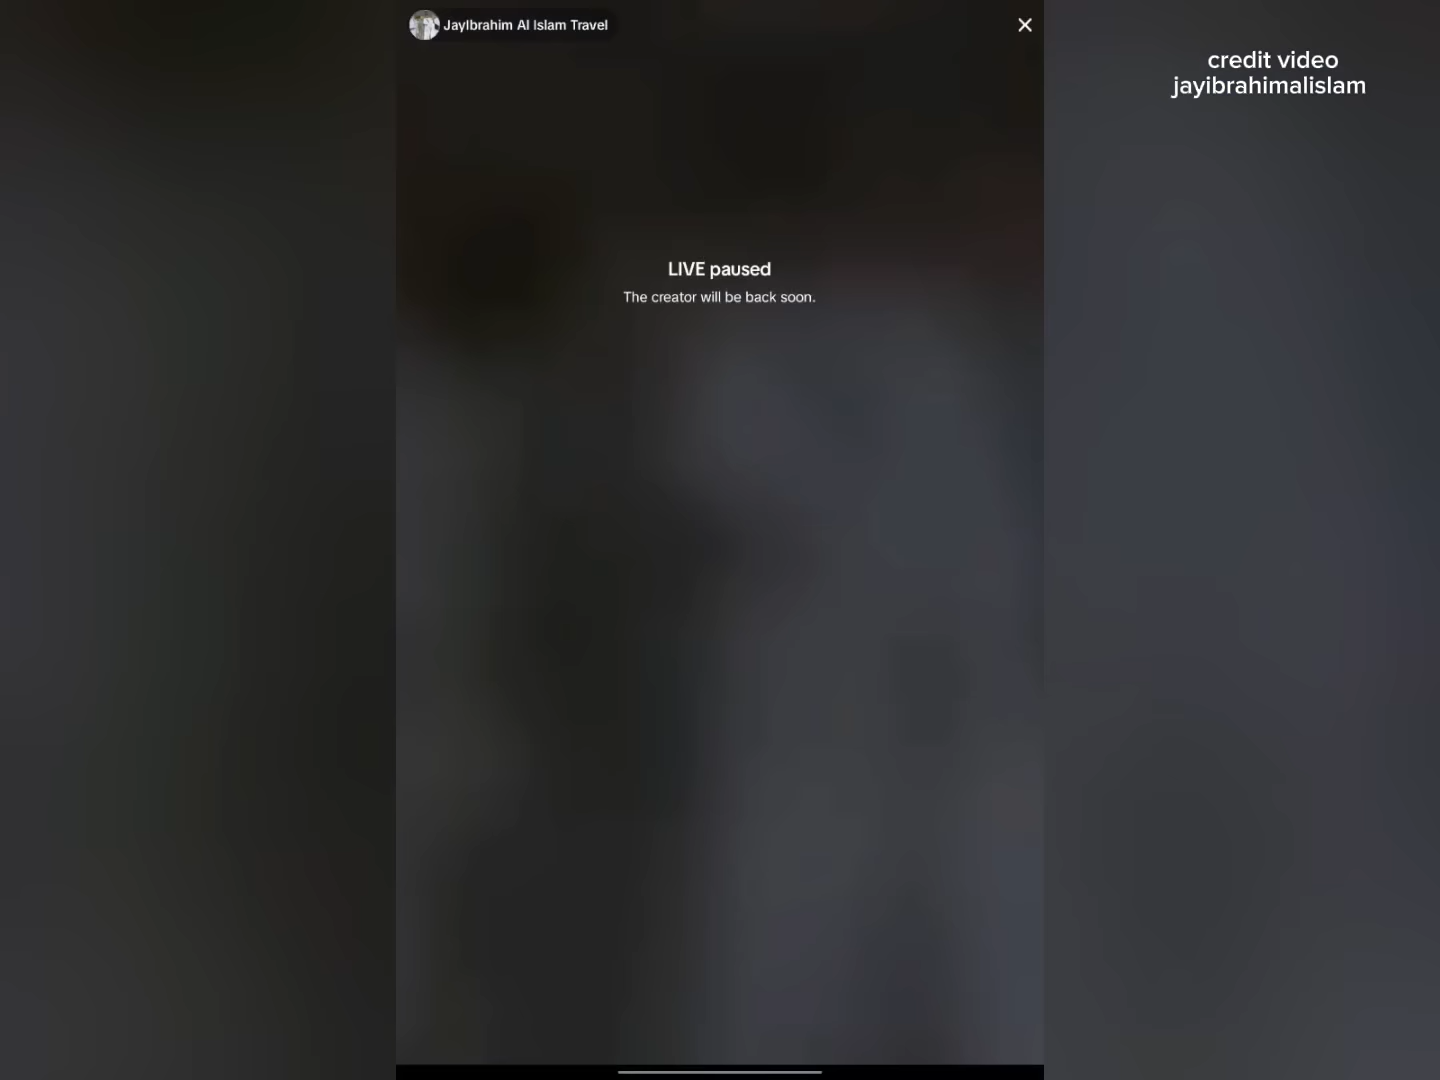 JayIbrahim Al Islam Travel
credit video
jayibrahimalislam
LIVE paused
The creator will be back soon.